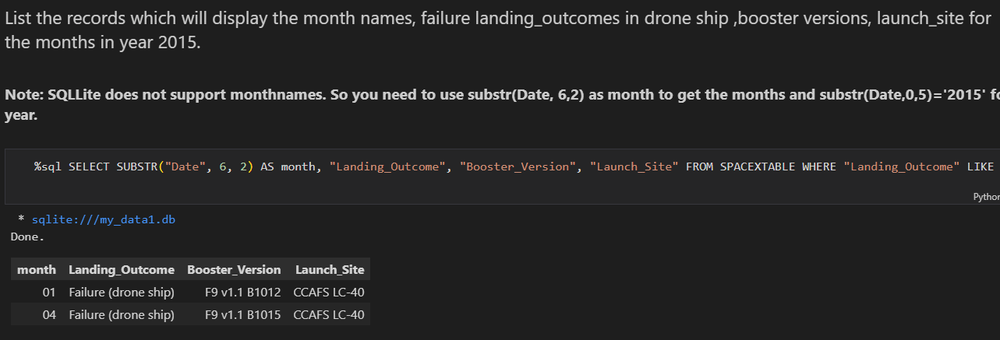 List the records which will display the month names, failure landing_outcomes in drone ship ,booster versions, launch_site for
the months in year 2015.
Note: SQLLite does not support monthnames. So you need to use substr(Date, 6,2) as month to get the months and substr(Date,0,5)='2015' fo
year.
%sql SELECT SUBSTR("Date", 6, 2) AS month, "Landing_Outcome", "Booster_Version", "Launch_Site" FROM SPACEXTABLE WHERE "Landing_Outcome" LIKE
Python
* sqlite:///my_data1.db
Done.
month Landing_Outcome Booster_Version Launch_Site
01 Failure (drone ship) F9 v1.1 B1012 CCAFS LC-40
04 Failure (drone ship) F9 v1.1 B1015 CCAFS LC-40